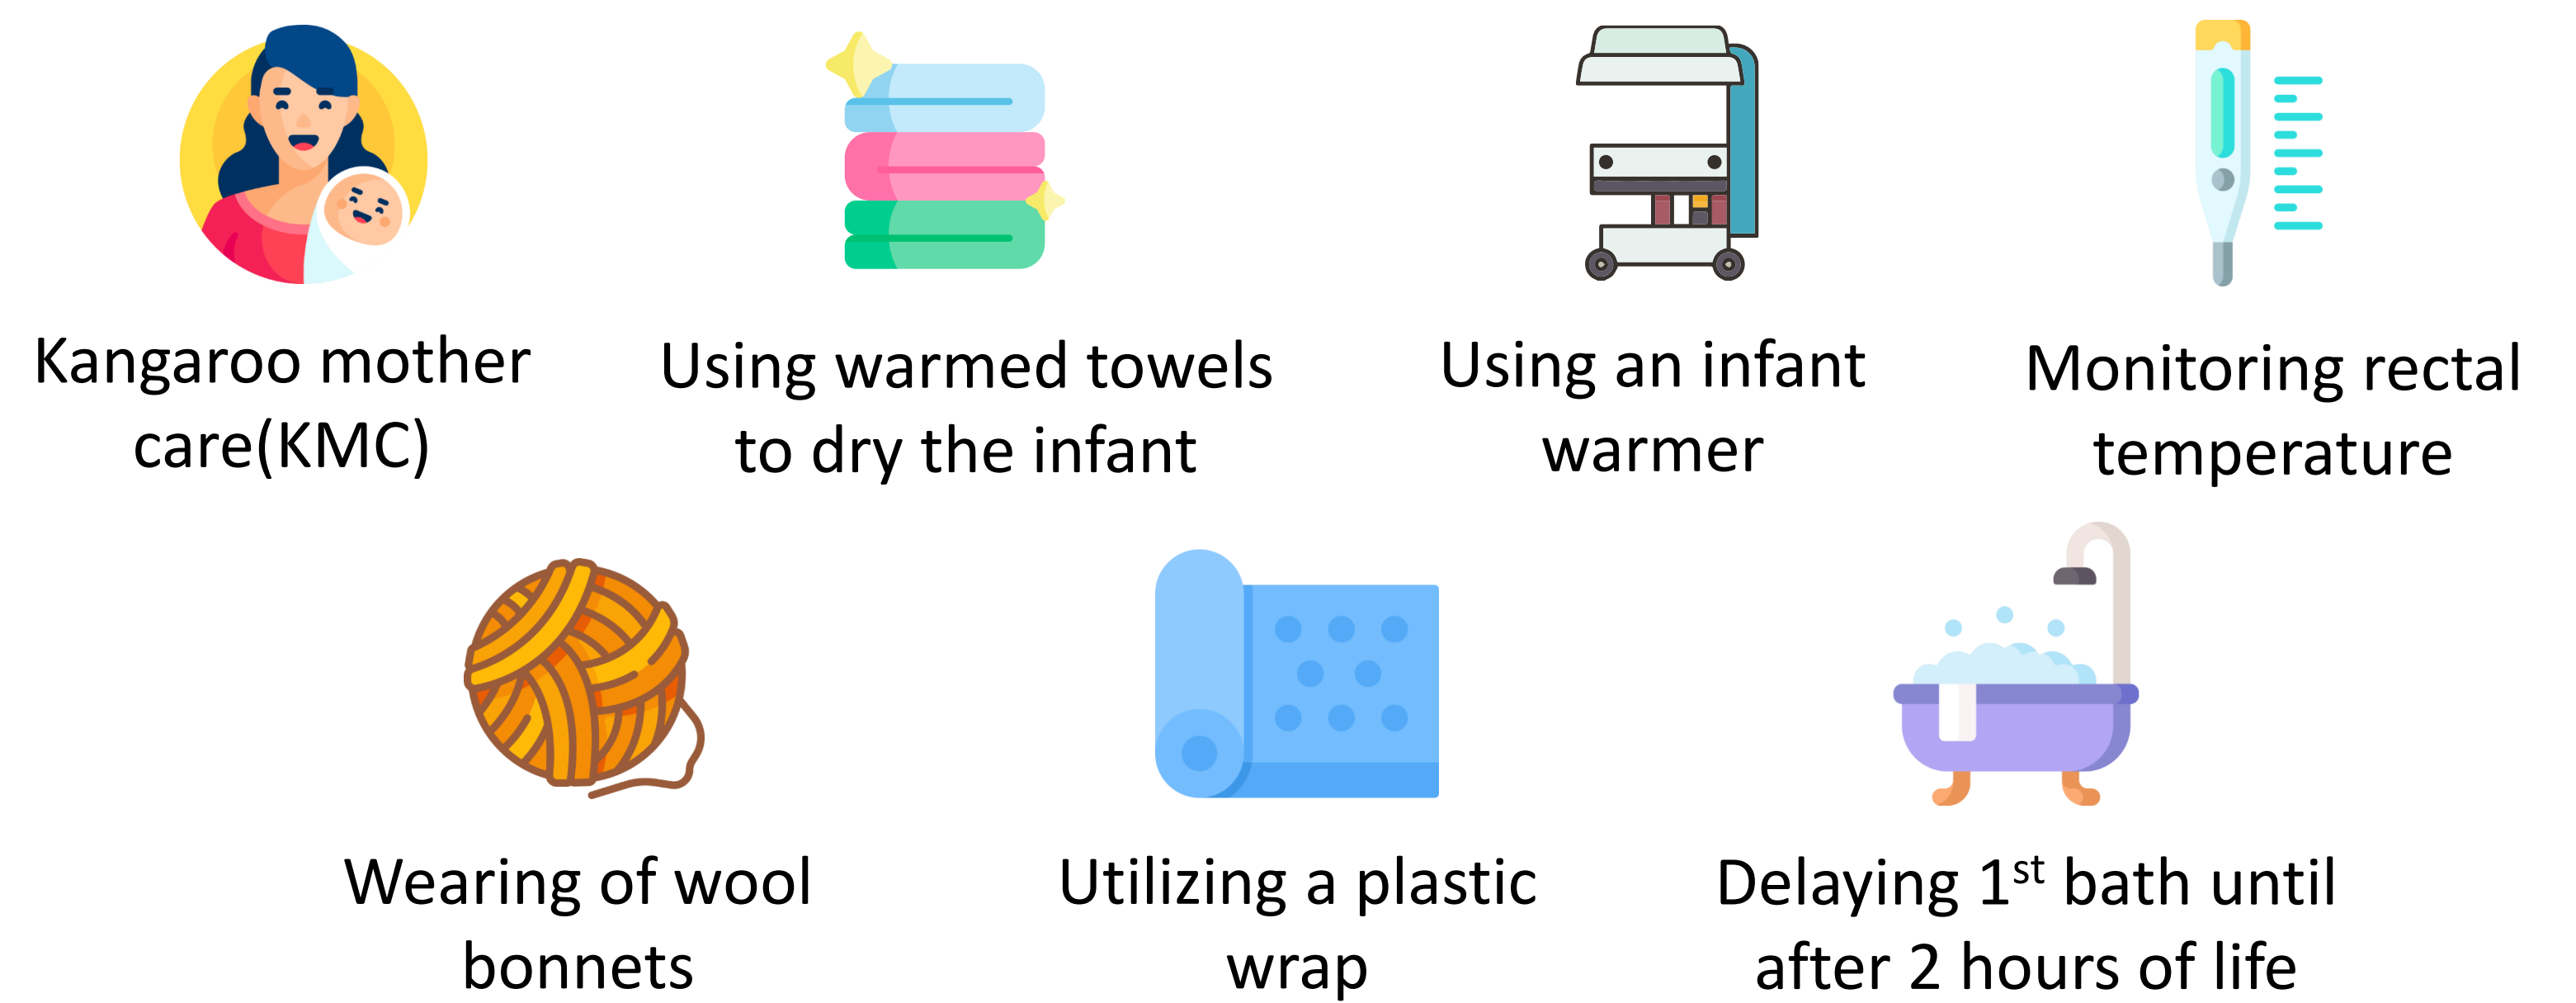 Kangaroo mother
care(KMC)
Using warmed towels
to dry the infant
Using an infant
warmer
Monitoring rectal
temperature
Wearing of wool
bonnets
Utilizing a plastic
wrap
Delaying 1st bath until
after 2 hours of life